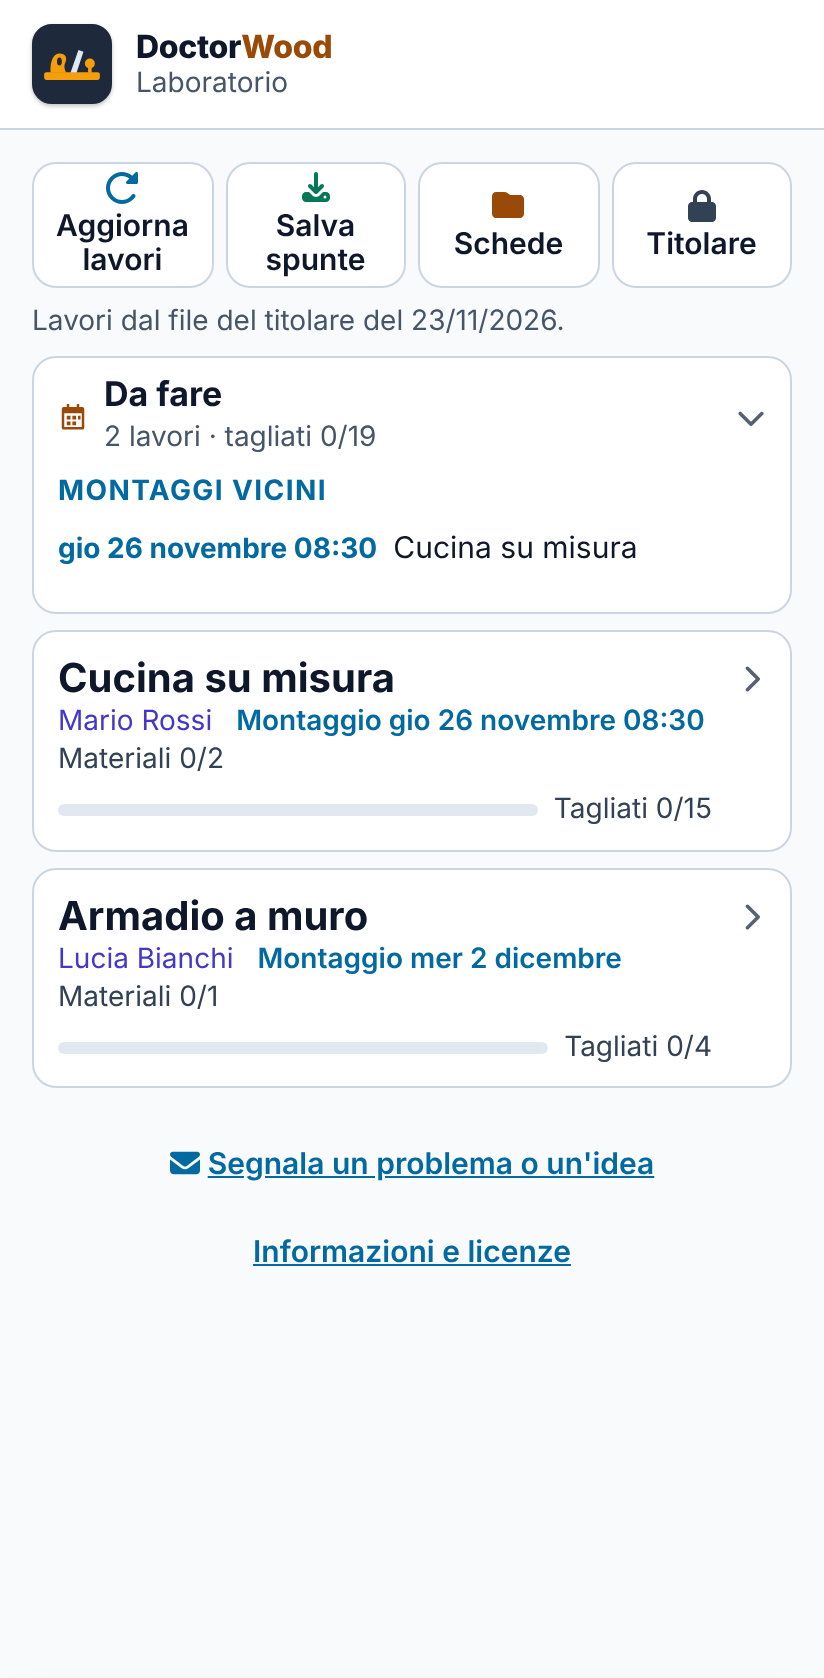 DoctorWood
Laboratorio
Aggiorna lavori
Salva spunte
Schede
Titolare
Lavori dal file del titolare del 23/11/2026.
Da fare
2 lavori · tagliati 0/19
MONTAGGI VICINI
gio 26 novembre 08:30 Cucina su misura
Cucina su misura
Mario Rossi Montaggio gio 26 novembre 08:30
Materiali 0/2
Tagliati 0/15
Armadio a muro
Lucia Bianchi Montaggio mer 2 dicembre
Materiali 0/1
Tagliati 0/4
Segnala un problema o un'idea
Informazioni e licenze